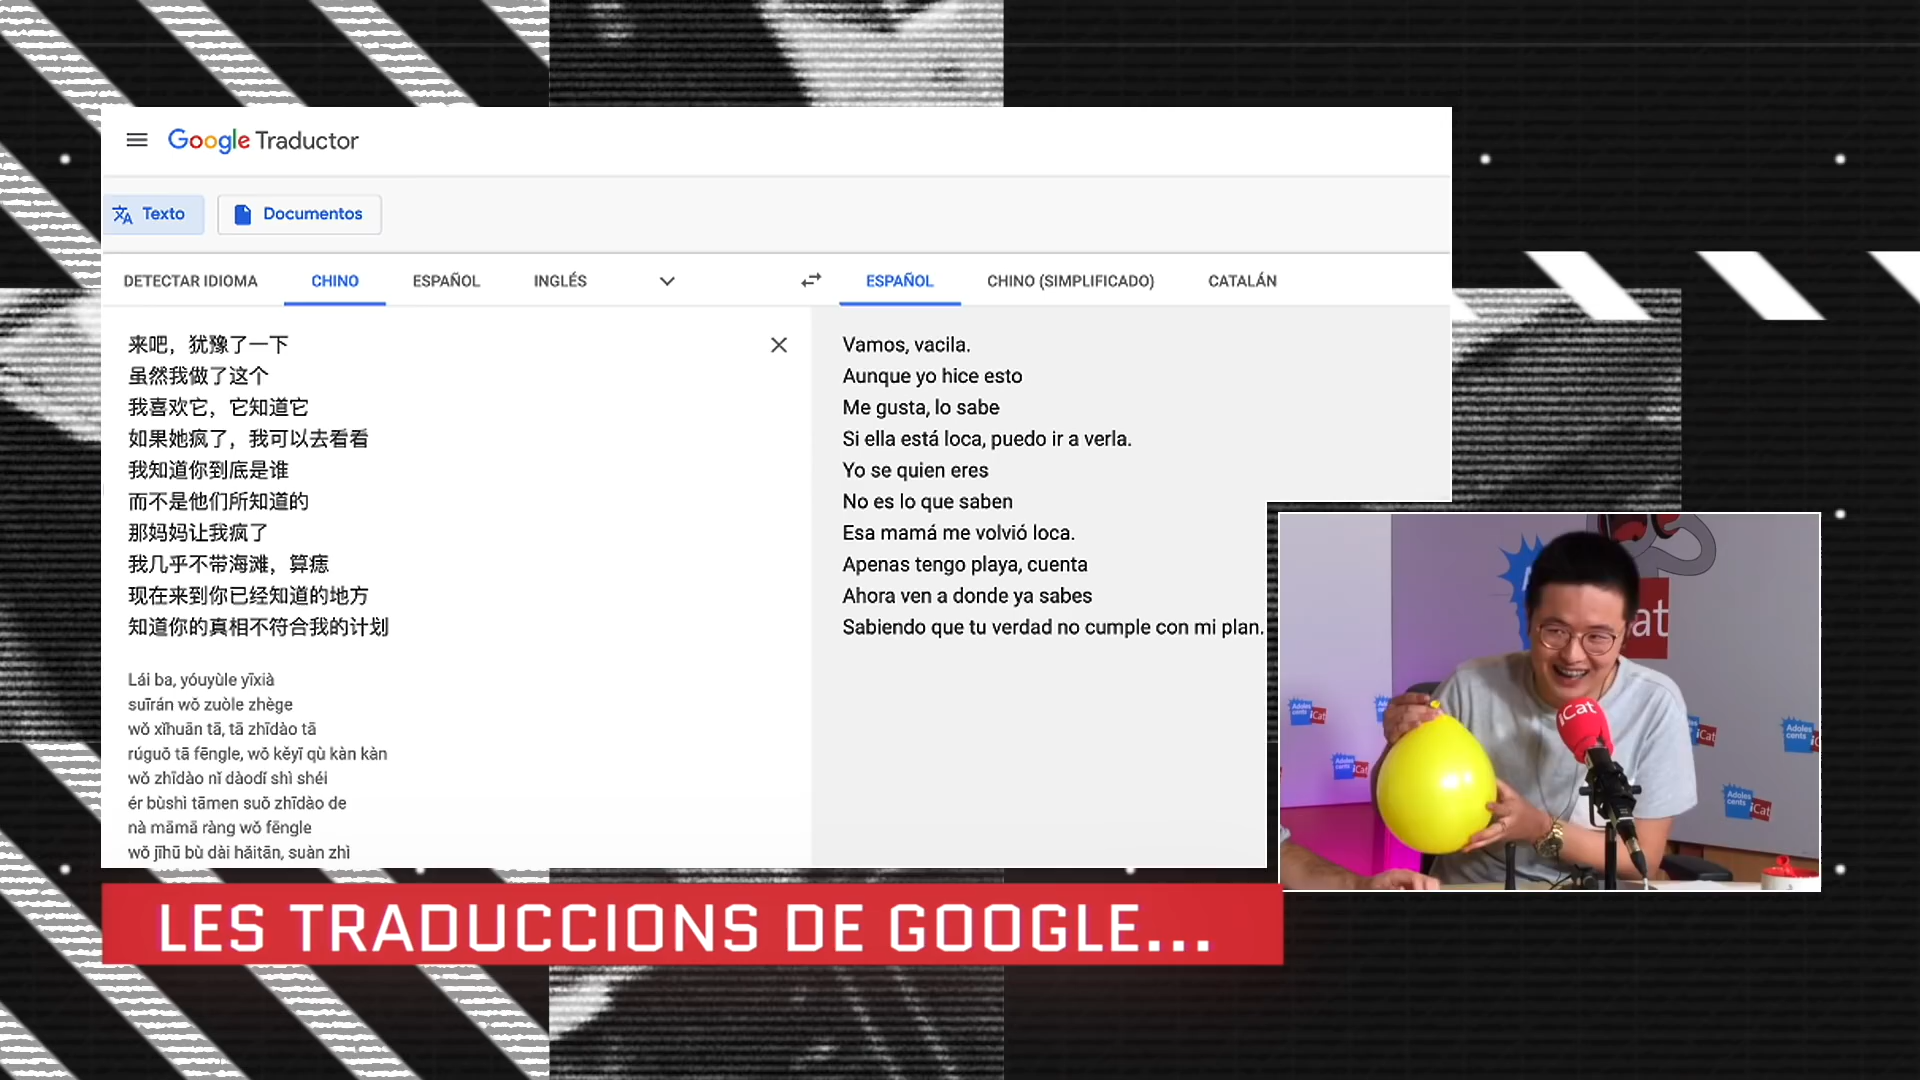 Google Traductor
Texto
Documentos
DETECTAR IDIOMA CHINO ESPAÑOL INGLÉS
ESPAÑOL CHINO (SIMPLIFICADO) CATALÁN
来吧，犹豫了一下
虽然我做了这个
我喜欢它，它知道它
如果她疯了，我可以去看看
我知道你到底是谁
而不是他们所知道的
那妈妈让我疯了
我几乎不带海滩，算痣
现在来到你已经知道的地方
知道你的真相不符合我的计划
Lái ba, yóuyùle yīxià
suīrán wǒ zuòle zhège
wǒ xǐhuān tā, tā zhīdào tā
rúguǒ tā fēngle, wǒ kěyǐ qù kàn kàn
wǒ zhīdào nǐ dàodǐ shì shéi
ér bùshì tāmen suǒ zhīdào de
nà māmā ràng wǒ fēngle
wǒ jīhū bù dài hǎitān, suàn zhì
Vamos, vacila.
Aunque yo hice esto
Me gusta, lo sabe
Si ella está loca, puedo ir a verla.
Yo se quien eres
No es lo que saben
Esa mamá me volvió loca.
Apenas tengo playa, cuenta
Ahora ven a donde ya sabes
Sabiendo que tu verdad no cumple con mi plan.
iCat
Adoles
cents iCat
Adoles
cents iCat
Adoles
cents iCat
LES TRADUCCIONS DE GOOGLE...